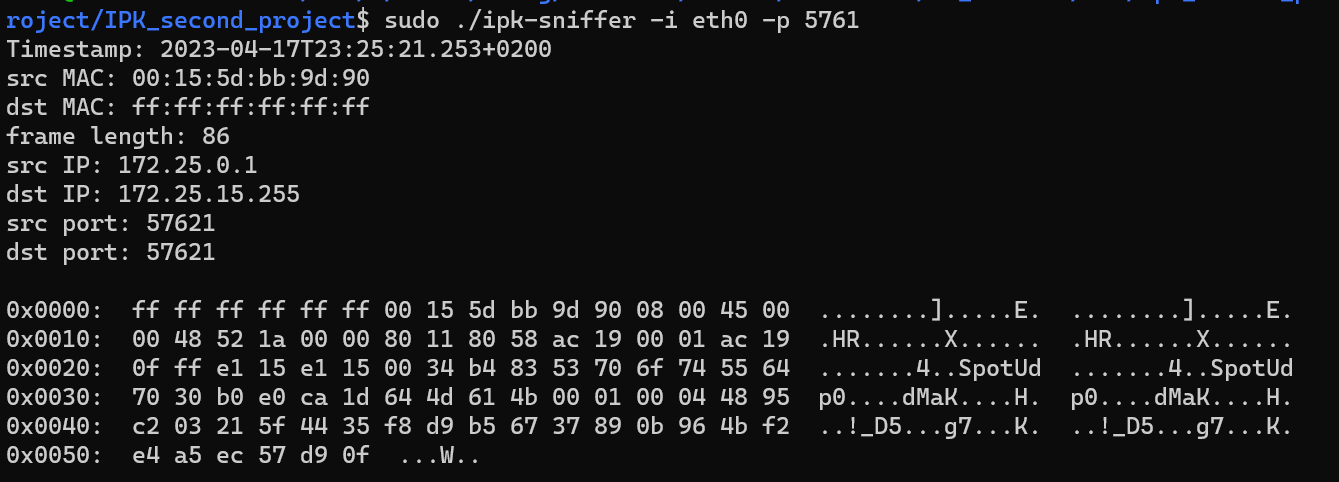 roject/IPK_second_project$ sudo ./ipk-sniffer -i eth0 -p 5761
Timestamp: 2023-04-17T23:25:21.253+0200
src MAC: 00:15:5d:bb:9d:90
dst MAC: ff:ff:ff:ff:ff:ff
frame length: 86
src IP: 172.25.0.1
dst IP: 172.25.15.255
src port: 57621
dst port: 57621

0x0000:  ff ff ff ff ff ff 00 15 5d bb 9d 90 08 00 45 00  ........].....E.  ........].....E.
0x0010:  00 48 52 1a 00 00 80 11 80 58 ac 19 00 01 ac 19  .HR......X......  .HR......X......
0x0020:  0f ff e1 15 e1 15 00 34 b4 83 53 70 6f 74 55 64  .......4..SpotUd  .......4..SpotUd
0x0030:  70 30 b0 e0 ca 1d 64 4d 61 4b 00 01 00 04 48 95  p0....dMaK....H.  p0....dMaK....H.
0x0040:  c2 03 21 5f 44 35 f8 d9 b5 67 37 89 0b 96 4b f2  ..!_D5...g7...K.  ..!_D5...g7...K.
0x0050:  e4 a5 ec 57 d9 0f  ...W..